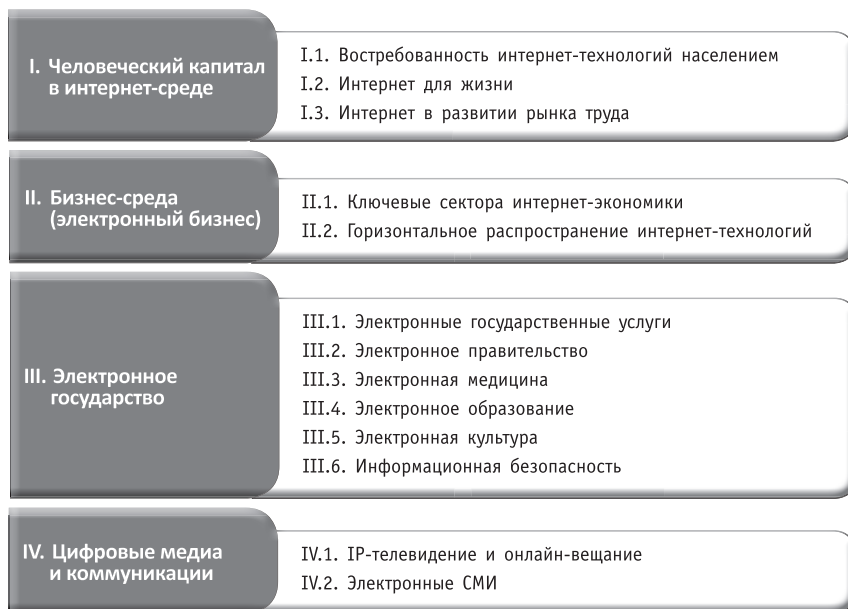 I. Человеческий капитал
в интернет-среде
I.1. Востребованность интернет-технологий населением
I.2. Интернет для жизни
I.3. Интернет в развитии рынка труда
II. Бизнес-среда
(электронный бизнес)
II.1. Ключевые сектора интернет-экономики
II.2. Горизонтальное распространение интернет-технологий
III. Электронное
государство
III.1. Электронные государственные услуги
III.2. Электронное правительство
III.3. Электронная медицина
III.4. Электронное образование
III.5. Электронная культура
III.6. Информационная безопасность
IV. Цифровые медиа
и коммуникации
IV.1. IP-телевидение и онлайн-вещание
IV.2. Электронные СМИ